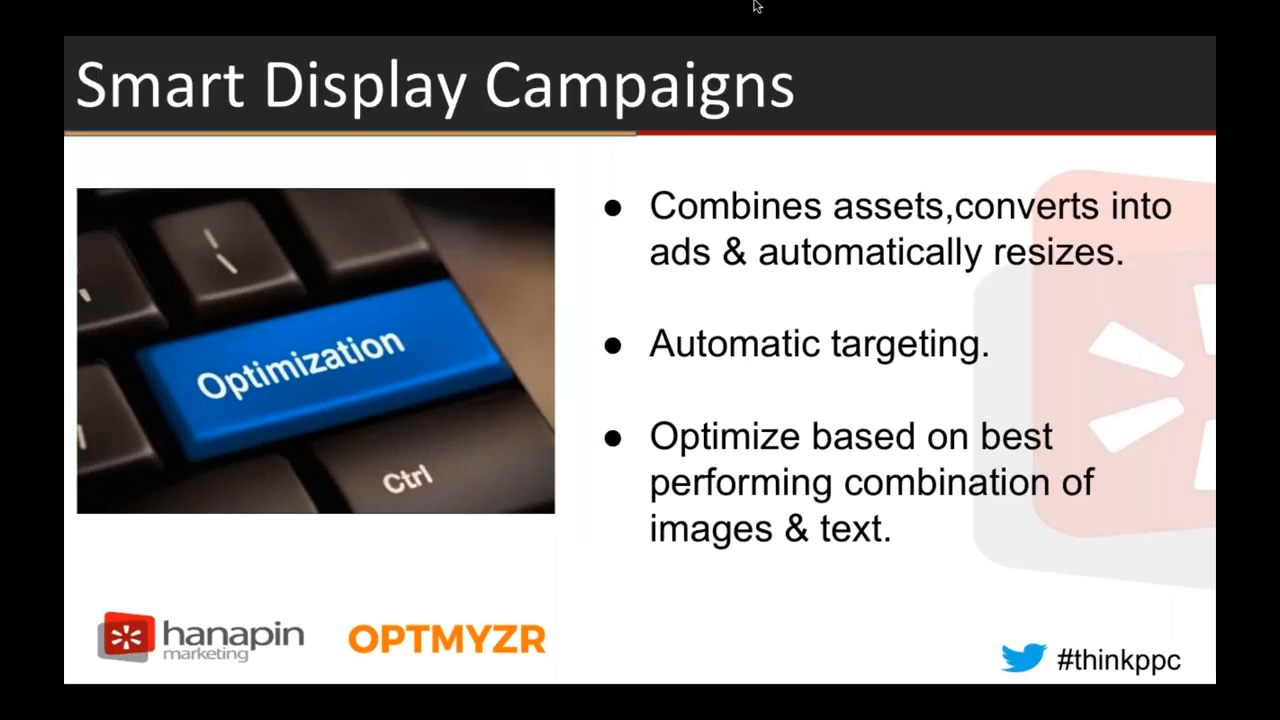 Smart Display Campaigns
Optimization
Ctrl
● Combines assets,converts into
ads & automatically resizes.
● Automatic targeting.
● Optimize based on best
performing combination of
images & text.
hanapin
marketing
OPTMYZR
#thinkppc